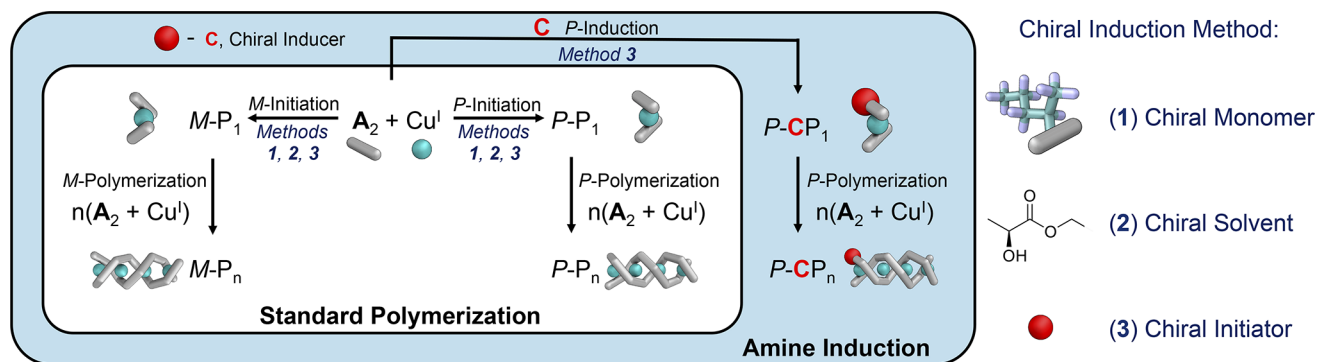 - C, Chiral Inducer
C P-Induction
Method 3
M-P1
M-Initiation
Methods
1, 2, 3
A2 + CuI
P-Initiation
Methods
1, 2, 3
P-P1
P-CP1
M-Polymerization
n(A2 + CuI)
P-Polymerization
n(A2 + CuI)
P-Polymerization
n(A2 + CuI)
M-Pn
P-Pn
P-CPn
Standard Polymerization
Amine Induction
Chiral Induction Method:
(1) Chiral Monomer
O
O
OH
(2) Chiral Solvent
(3) Chiral Initiator